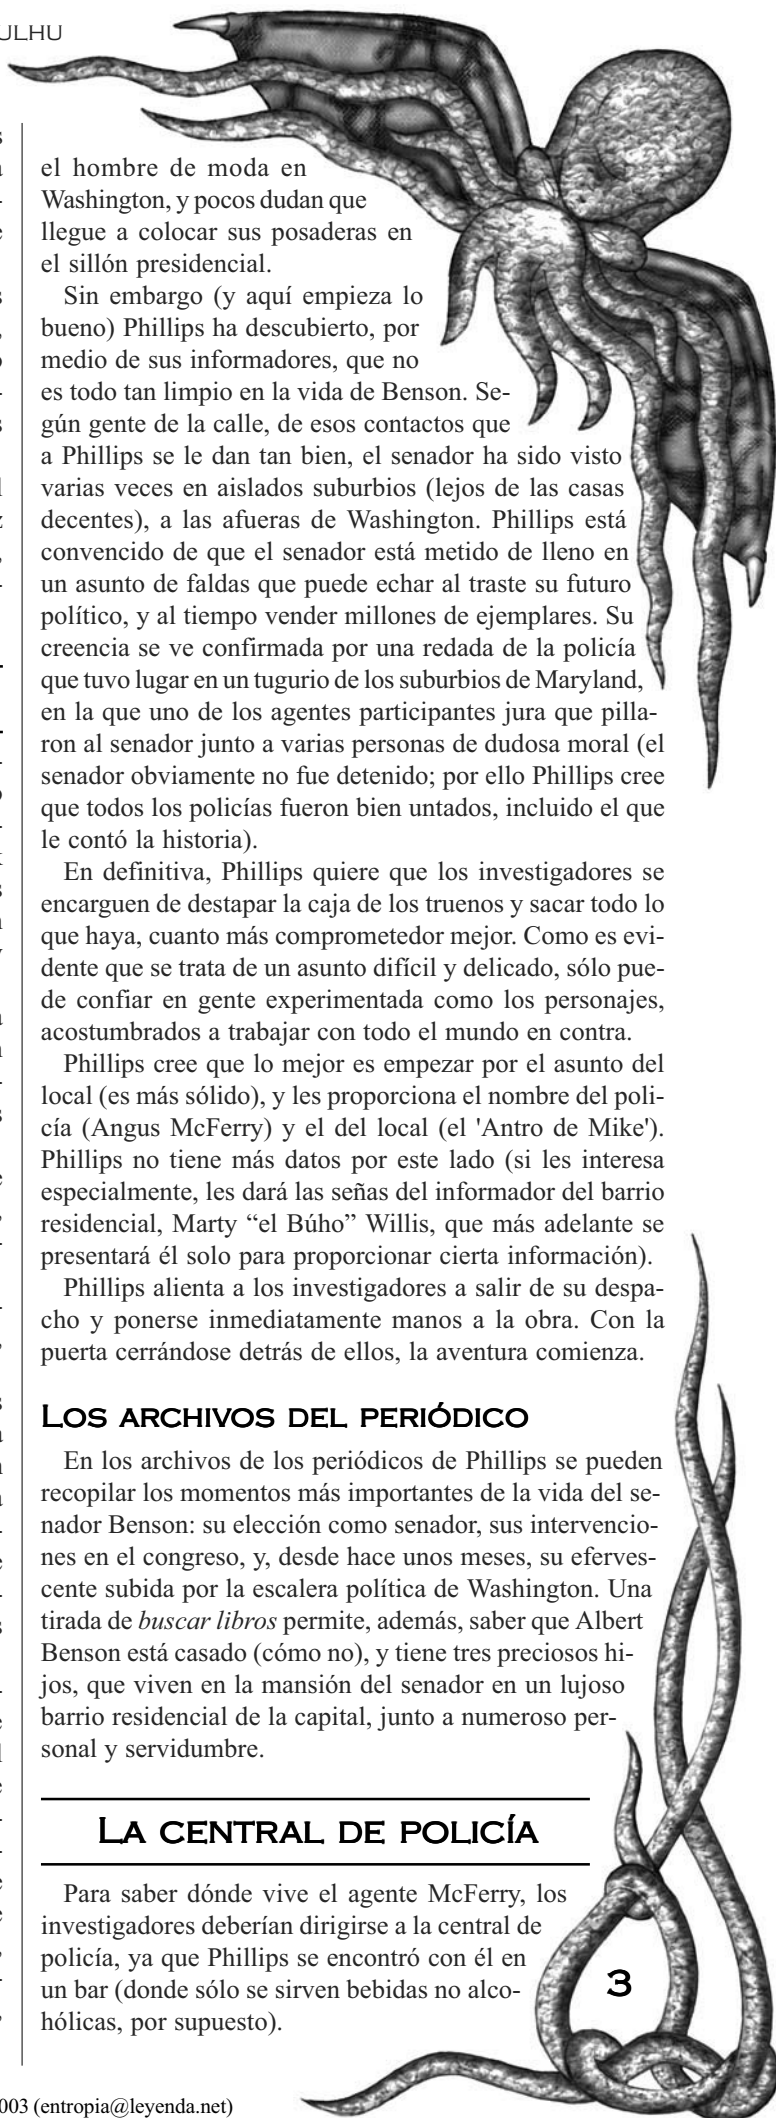 ULHU
el hombre de moda en
Washington, y pocos dudan que
llegue a colocar sus posaderas en
el sillón presidencial.
Sin embargo (y aquí empieza lo
bueno) Phillips ha descubierto, por
medio de sus informadores, que no
es todo tan limpio en la vida de Benson. Se-
gún gente de la calle, de esos contactos que
a Phillips se le dan tan bien, el senador ha sido visto
varias veces en aislados suburbios (lejos de las casas
decentes), a las afueras de Washington. Phillips está
convencido de que el senador está metido de lleno en
un asunto de faldas que puede echar al traste su futuro
político, y al tiempo vender millones de ejemplares. Su
creencia se ve confirmada por una redada de la policía
que tuvo lugar en un tugurio de los suburbios de Maryland,
en la que uno de los agentes participantes jura que pilla-
ron al senador junto a varias personas de dudosa moral (el
senador obviamente no fue detenido; por ello Phillips cree
que todos los policías fueron bien untados, incluido el que
le contó la historia).
En definitiva, Phillips quiere que los investigadores se
encarguen de destapar la caja de los truenos y sacar todo lo
que haya, cuanto más comprometedor mejor. Como es evi-
dente que se trata de un asunto difícil y delicado, sólo pue-
de confiar en gente experimentada como los personajes,
acostumbrados a trabajar con todo el mundo en contra.
Phillips cree que lo mejor es empezar por el asunto del
local (es más sólido), y les proporciona el nombre del poli-
cía (Angus McFerry) y el del local (el 'Antro de Mike').
Phillips no tiene más datos por este lado (si les interesa
especialmente, les dará las señas del informador del barrio
residencial, Marty “el Búho” Willis, que más adelante se
presentará él solo para proporcionar cierta información).
Phillips alienta a los investigadores a salir de su despa-
cho y ponerse inmediatamente manos a la obra. Con la
puerta cerrándose detrás de ellos, la aventura comienza.
LOS ARCHIVOS DEL PERIÓDICO
En los archivos de los periódicos de Phillips se pueden
recopilar los momentos más importantes de la vida del se-
nador Benson: su elección como senador, sus intervencio-
nes en el congreso, y, desde hace unos meses, su eferves-
cente subida por la escalera política de Washington. Una
tirada de buscar libros permite, además, saber que Albert
Benson está casado (cómo no), y tiene tres preciosos hi-
jos, que viven en la mansión del senador en un lujoso
barrio residencial de la capital, junto a numeroso per-
sonal y servidumbre.
LA CENTRAL DE POLICÍA
Para saber dónde vive el agente McFerry, los
investigadores deberían dirigirse a la central de
policía, ya que Phillips se encontró con él en
un bar (donde sólo se sirven bebidas no alco-
hólicas, por supuesto).
3
003 (entropia@leyenda.net)